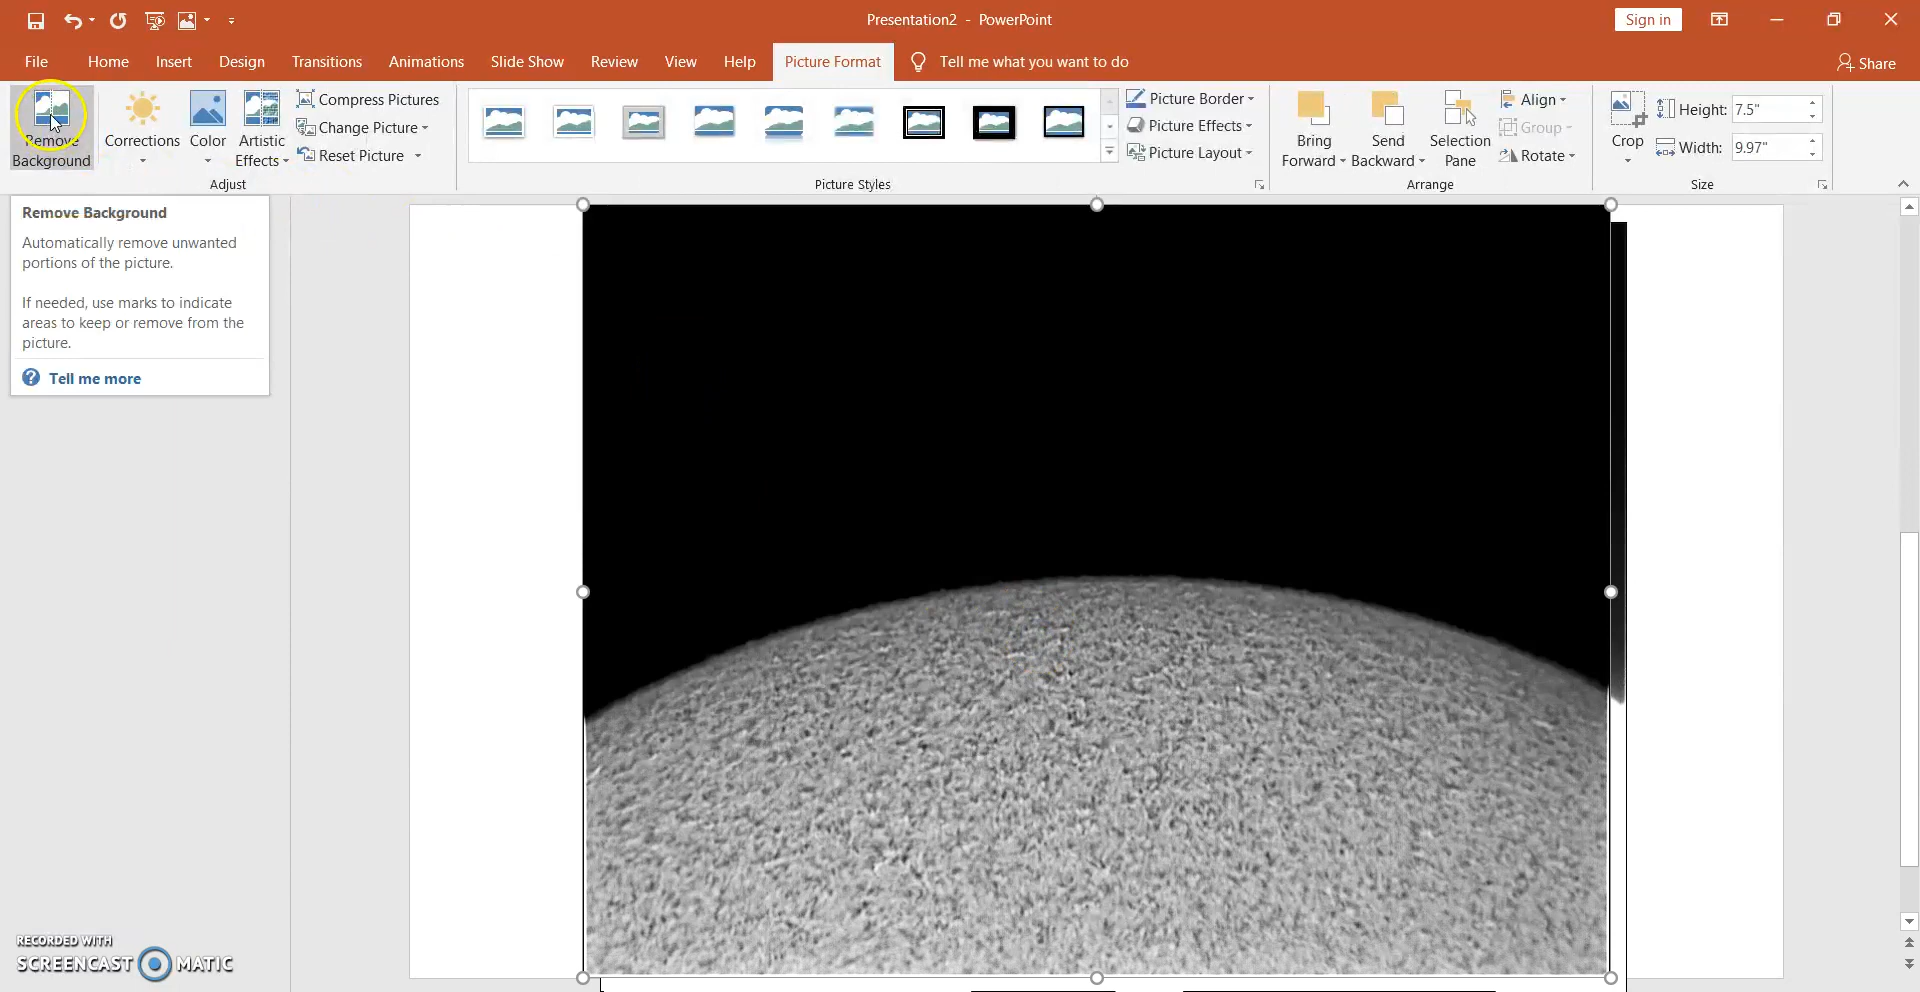 Presentation2 - PowerPoint
Sign in
File Home Insert Design Transitions Animations Slide Show Review View Help Picture Format Tell me what you want to do
Share
Remove
Background
Corrections
Color
Artistic
Effects
Compress Pictures
Change Picture
Reset Picture
Adjust
Picture Styles
Picture Border
Picture Effects
Picture Layout
Bring
Forward
Send
Backward
Selection
Pane
Align
Group
Rotate
Arrange
Crop
Height: 7.5"
Width: 9.97"
Size
Remove Background
Automatically remove unwanted
portions of the picture.
If needed, use marks to indicate
areas to keep or remove from the
picture.
Tell me more
RECORDED WITH
SCREENCAST MATIC